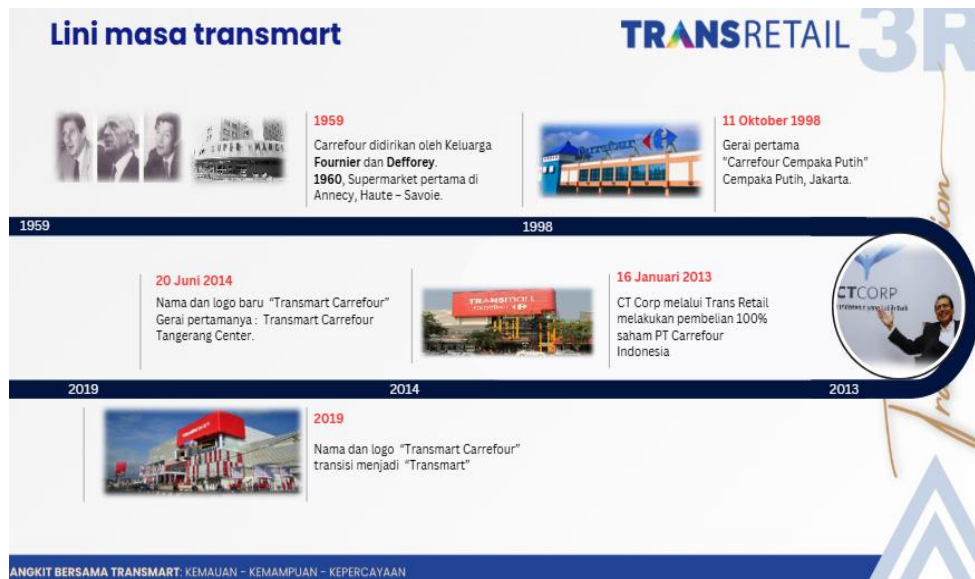 Lini masa transmart
TRANSRETAIL
3R
1959
Carrefour didirikan oleh Keluarga
Fournier dan Defforey.
1960, Supermarket pertama di
Annecy, Haute – Savoie.
Carrefour
11 Oktober 1998
Gerai pertama
"Carrefour Cempaka Putih"
Cempaka Putih, Jakarta.
1959
1998
20 Juni 2014
Nama dan logo baru “Transmart Carrefour”
Gerai pertamanya : Transmart Carrefour
Tangerang Center.
16 Januari 2013
CT Corp melalui Trans Retail
melakukan pembelian 100%
saham PT Carrefour
Indonesia
CTCORP
2019
2014
2013
2019
Nama dan logo “Transmart Carrefour”
transisi menjadi “Transmart”
ANGKIT BERSAMA TRANSMART: KEMAUAN - KEMAMPUAN - KEPERCAYAAN